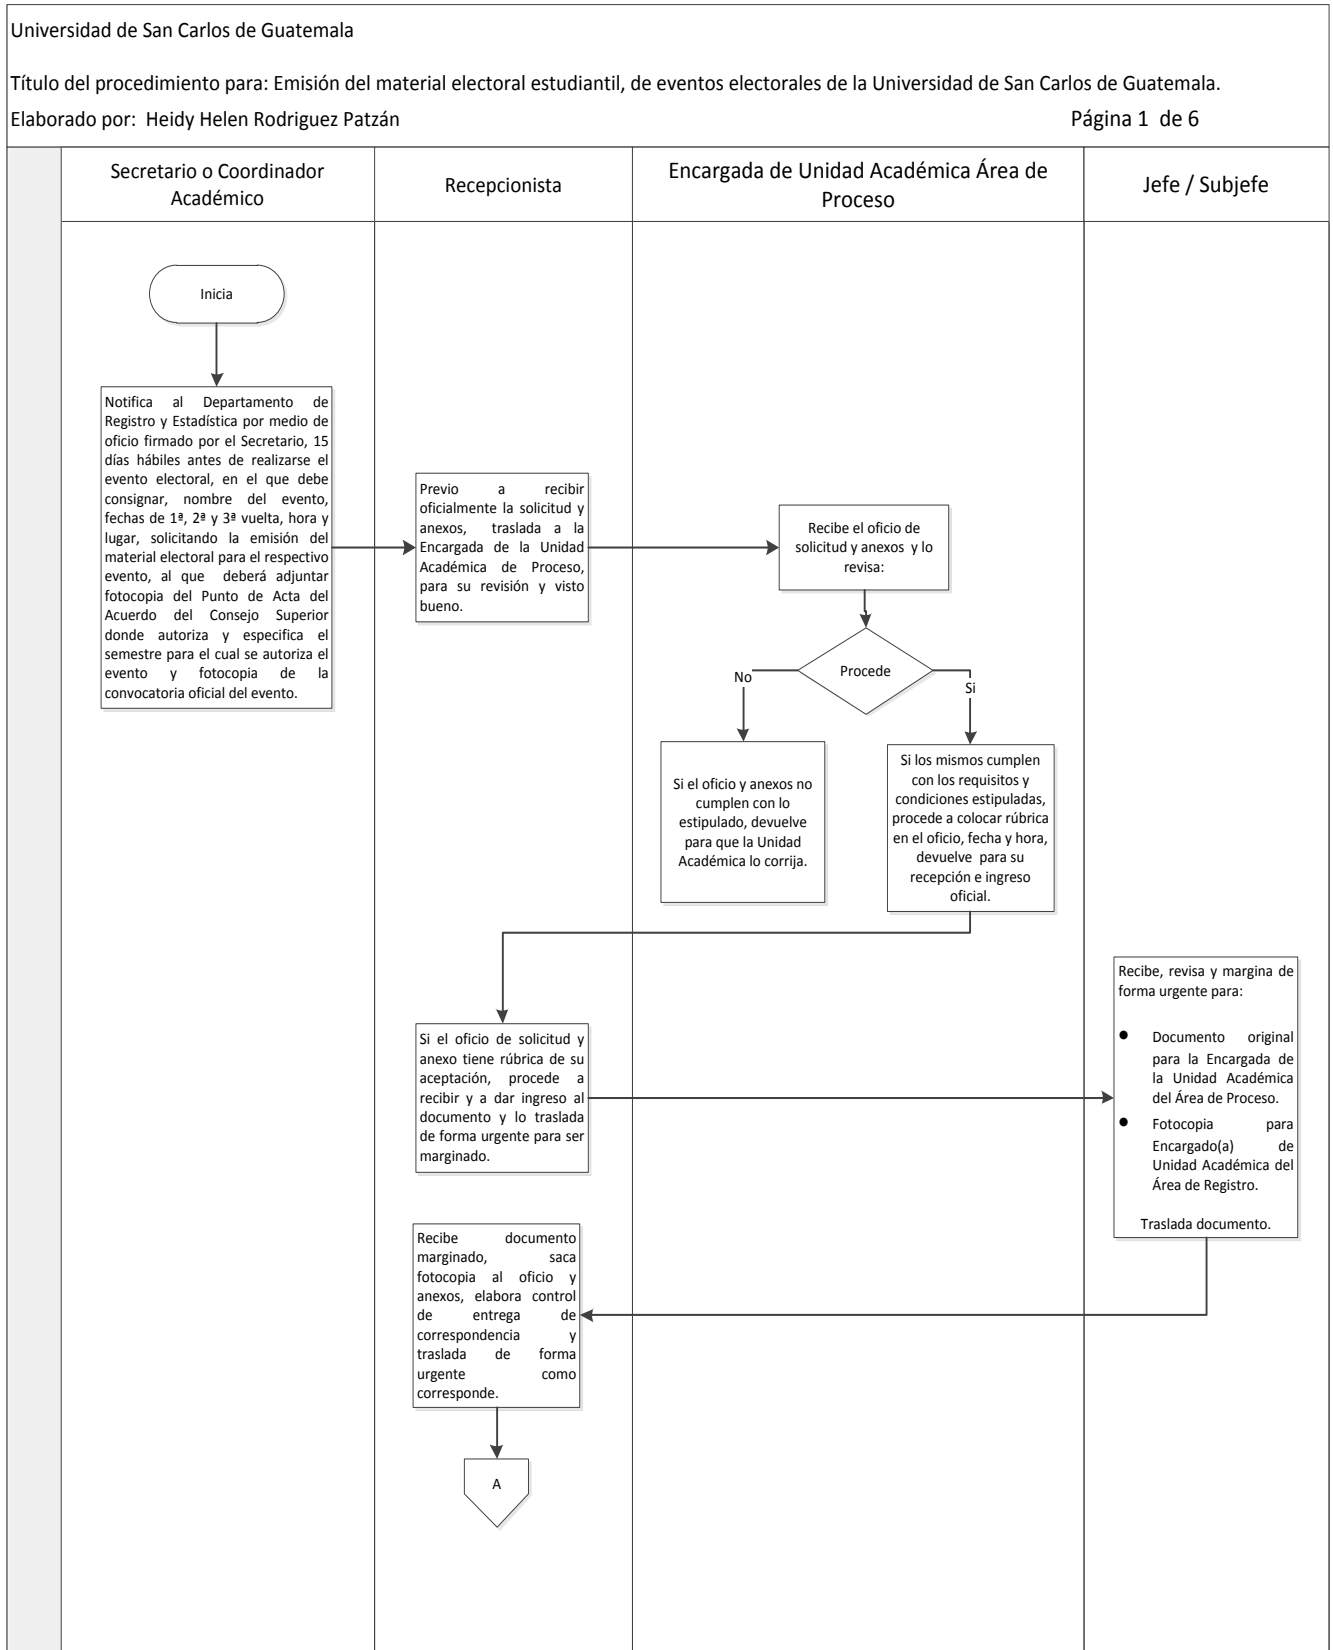 Universidad de San Carlos de Guatemala
Título del procedimiento para: Emisión del material electoral estudiantil, de eventos electorales de la Universidad de San Carlos de Guatemala.
Elaborado por: Heidy Helen Rodriguez Patzán
Página 1 de 6
Secretario o Coordinador
Académico
Recepcionista
Encargada de Unidad Académica Área de
Proceso
Jefe / Subjefe
Inicia
Notifica al Departamento de
Registro y Estadística por medio de
oficio firmado por el Secretario, 15
días hábiles antes de realizarse el
evento electoral, en el que debe
consignar, nombre del evento,
fechas de 1ª, 2ª y 3ª vuelta, hora y
lugar, solicitando la emisión del
material electoral para el respectivo
evento, al que deberá adjuntar
fotocopia del Punto de Acta del
Acuerdo del Consejo Superior
donde autoriza y especifica el
semestre para el cual se autoriza el
evento y fotocopia de la
convocatoria oficial del evento.
Previo a recibir
oficialmente la solicitud y
anexos, traslada a la
Encargada de la Unidad
Académica de Proceso,
para su revisión y visto
bueno.
Recibe el oficio de
solicitud y anexos y lo
revisa:
Procede
No
Si
Si el oficio y anexos no
cumplen con lo
estipulado, devuelve
para que la Unidad
Académica lo corrija.
Si los mismos cumplen
con los requisitos y
condiciones estipuladas,
procede a colocar rúbrica
en el oficio, fecha y hora,
devuelve para su
recepción e ingreso
oficial.
Si el oficio de solicitud y
anexo tiene rúbrica de su
aceptación, procede a
recibir y a dar ingreso al
documento y lo traslada
de forma urgente para ser
marginado.
Recibe, revisa y margina de
forma urgente para:
● Documento original
para la Encargada de
la Unidad Académica
del Área de Proceso.
● Fotocopia para
Encargado(a) de
Unidad Académica del
Área de Registro.
Traslada documento.
Recibe documento
marginado, saca
fotocopia al oficio y
anexos, elabora control
de entrega de
correspondencia y
traslada de forma
urgente como
corresponde.
A